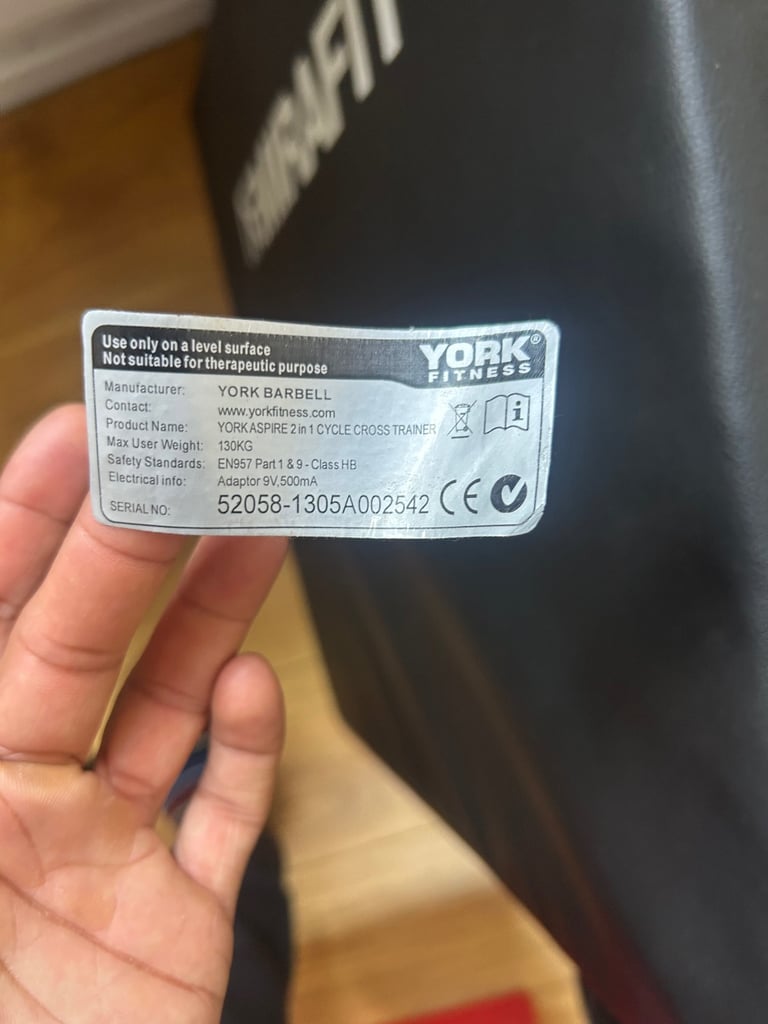 MIRAFIT
Use only on a level surface
Not suitable for therapeutic purpose
YORK®
FITNESS
Manufacturer: YORK BARBELL
Contact: www.yorkfitness.com
Product Name: YORK ASPIRE 2 in 1 CYCLE CROSS TRAINER
Max User Weight: 130KG
Safety Standards: EN957 Part 1 & 9 - Class HB
Electrical info: Adaptor 9V,500mA
SERIAL NO: 52058-1305A002542 CE